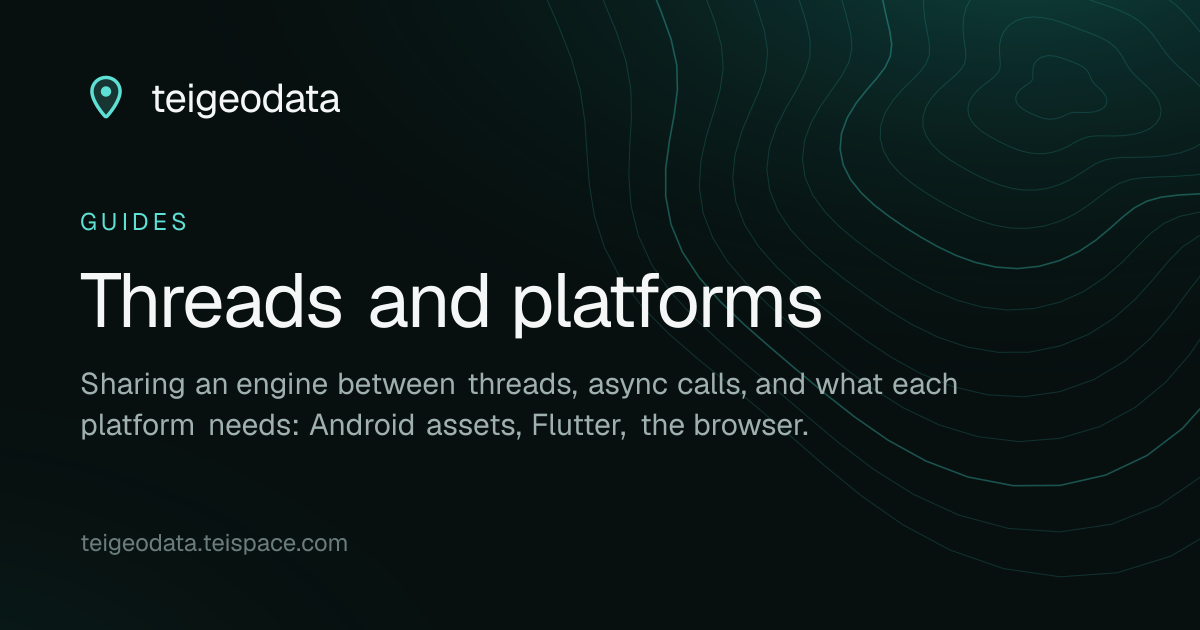 teigeodata
GUIDES
Threads and platforms
Sharing an engine between threads, async calls, and what each
platform needs: Android assets, Flutter, the browser.
teigeodata.teispace.com